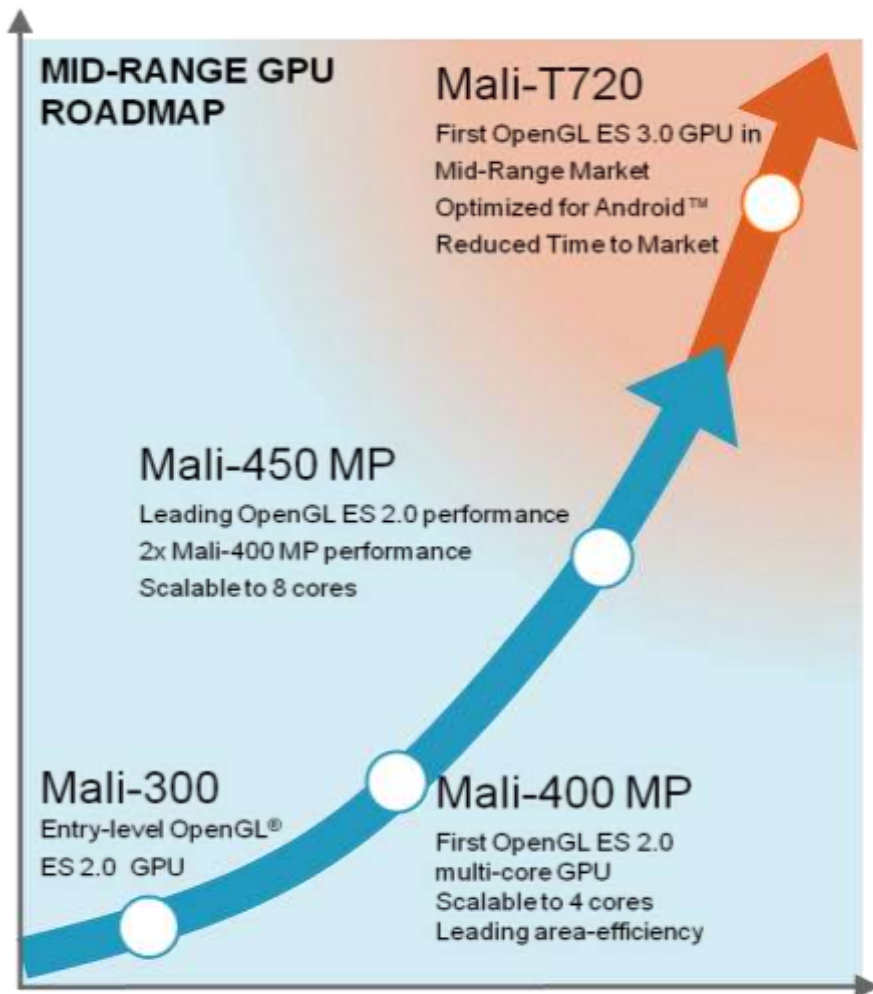 MID-RANGE GPU
ROADMAP
Mali-T720
First OpenGL ES 3.0 GPU in
Mid-Range Market
Optimized for Android™
Reduced Time to Market
Mali-450 MP
Leading OpenGL ES 2.0 performance
2x Mali-400 MP performance
Scalable to 8 cores
Mali-300
Entry-level OpenGL®
ES 2.0 GPU
Mali-400 MP
First OpenGL ES 2.0
multi-core GPU
Scalable to 4 cores
Leading area-efficiency